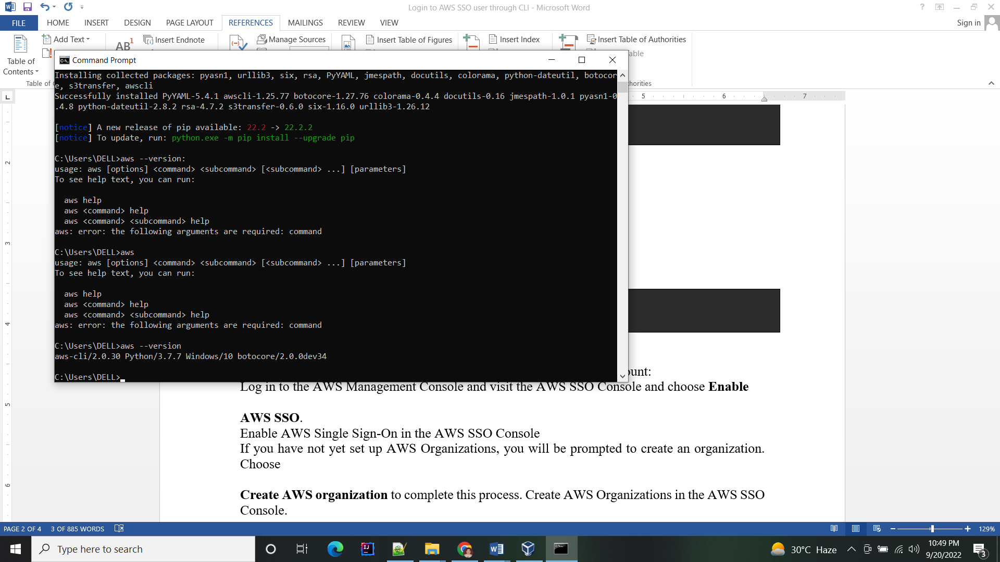 Login to AWS SSO user through CLI - Microsoft Word
FILE HOME INSERT DESIGN PAGE LAYOUT REFERENCES MAILINGS REVIEW VIEW
Sign in
Table of
Contents
Add Text
AB1
Insert Endnote
Manage Sources
Insert Table of Figures
Insert Index
Insert Table of Authorities
able
Table of
horities
Command Prompt
Installing collected packages: pyasn1, urllib3, six, rsa, PyYAML, jmespath, docutils, colorama, python-dateutil, botocor
e, s3transfer, awscli
Successfully installed PyYAML-5.4.1 awscli-1.25.77 botocore-1.27.76 colorama-0.4.4 docutils-0.16 jmespath-1.0.1 pyasn1-0
.4.8 python-dateutil-2.8.2 rsa-4.7.2 s3transfer-0.6.0 six-1.16.0 urllib3-1.26.12
[notice] A new release of pip available: 22.2 -> 22.2.2
[notice] To update, run: python.exe -m pip install --upgrade pip
C:\Users\DELL>aws --version:
usage: aws [options] <command> <subcommand> [<subcommand> ...] [parameters]
To see help text, you can run:
aws help
aws <command> help
aws <command> <subcommand> help
aws: error: the following arguments are required: command
C:\Users\DELL>aws
usage: aws [options] <command> <subcommand> [<subcommand> ...] [parameters]
To see help text, you can run:
aws help
aws <command> help
aws <command> <subcommand> help
aws: error: the following arguments are required: command
C:\Users\DELL>aws --version
aws-cli/2.0.30 Python/3.7.7 Windows/10 botocore/2.0.0dev34
C:\Users\DELL>
5 6 7
2
3
4
5
6
ount:
Log in to the AWS Management Console and visit the AWS SSO Console and choose Enable
AWS SSO.
Enable AWS Single Sign-On in the AWS SSO Console
If you have not yet set up AWS Organizations, you will be prompted to create an organization.
Choose
Create AWS organization to complete this process. Create AWS Organizations in the AWS SSO
Console.
PAGE 2 OF 4 3 OF 885 WORDS
129%
Type here to search
30°C Haze
10:49 PM
9/20/2022
3